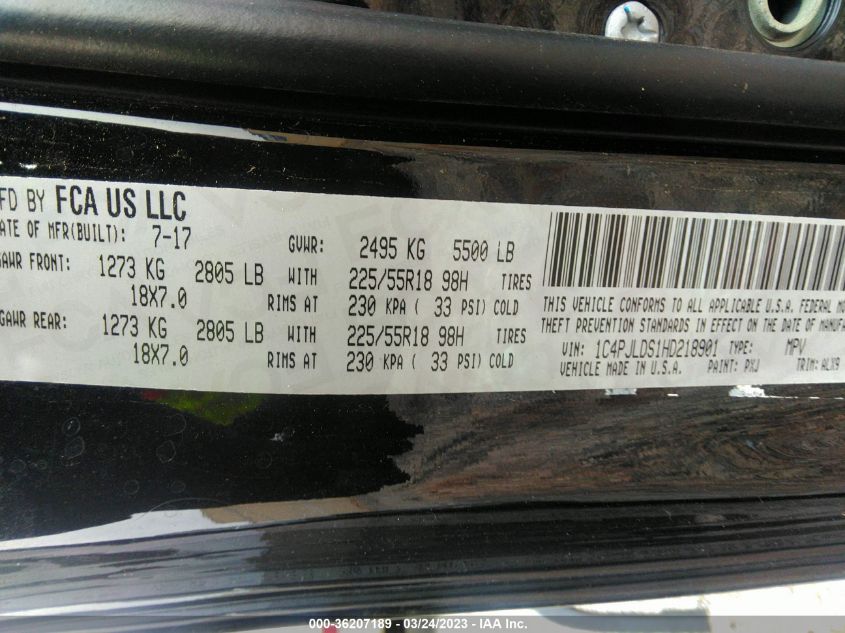 FD BY FCA US LLC
ATE OF MFR(BUILT): 7-17 GVWR: 2495 KG 5500 LB
GAWR FRONT: 1273 KG 2805 LB WITH 225/55R18 98H TIRES
18X7.0 RIMS AT 230 KPA ( 33 PSI) COLD
GAWR REAR: 1273 KG 2805 LB WITH 225/55R18 98H TIRES
18X7.0 RIMS AT 230 KPA ( 33 PSI) COLD
THIS VEHICLE CONFORMS TO ALL APPLICABLE U.S.A. FEDERAL MO
THEFT PREVENTION STANDARDS IN EFFECT ON THE DATE OF MANUFA
VIN: 1C4PJLDS1HD218901 TYPE: MPV
VEHICLE MADE IN U.S.A. PAINT: PXJ TRIM: ALX9
000-36207189 - 03/24/2023 - IAA Inc.